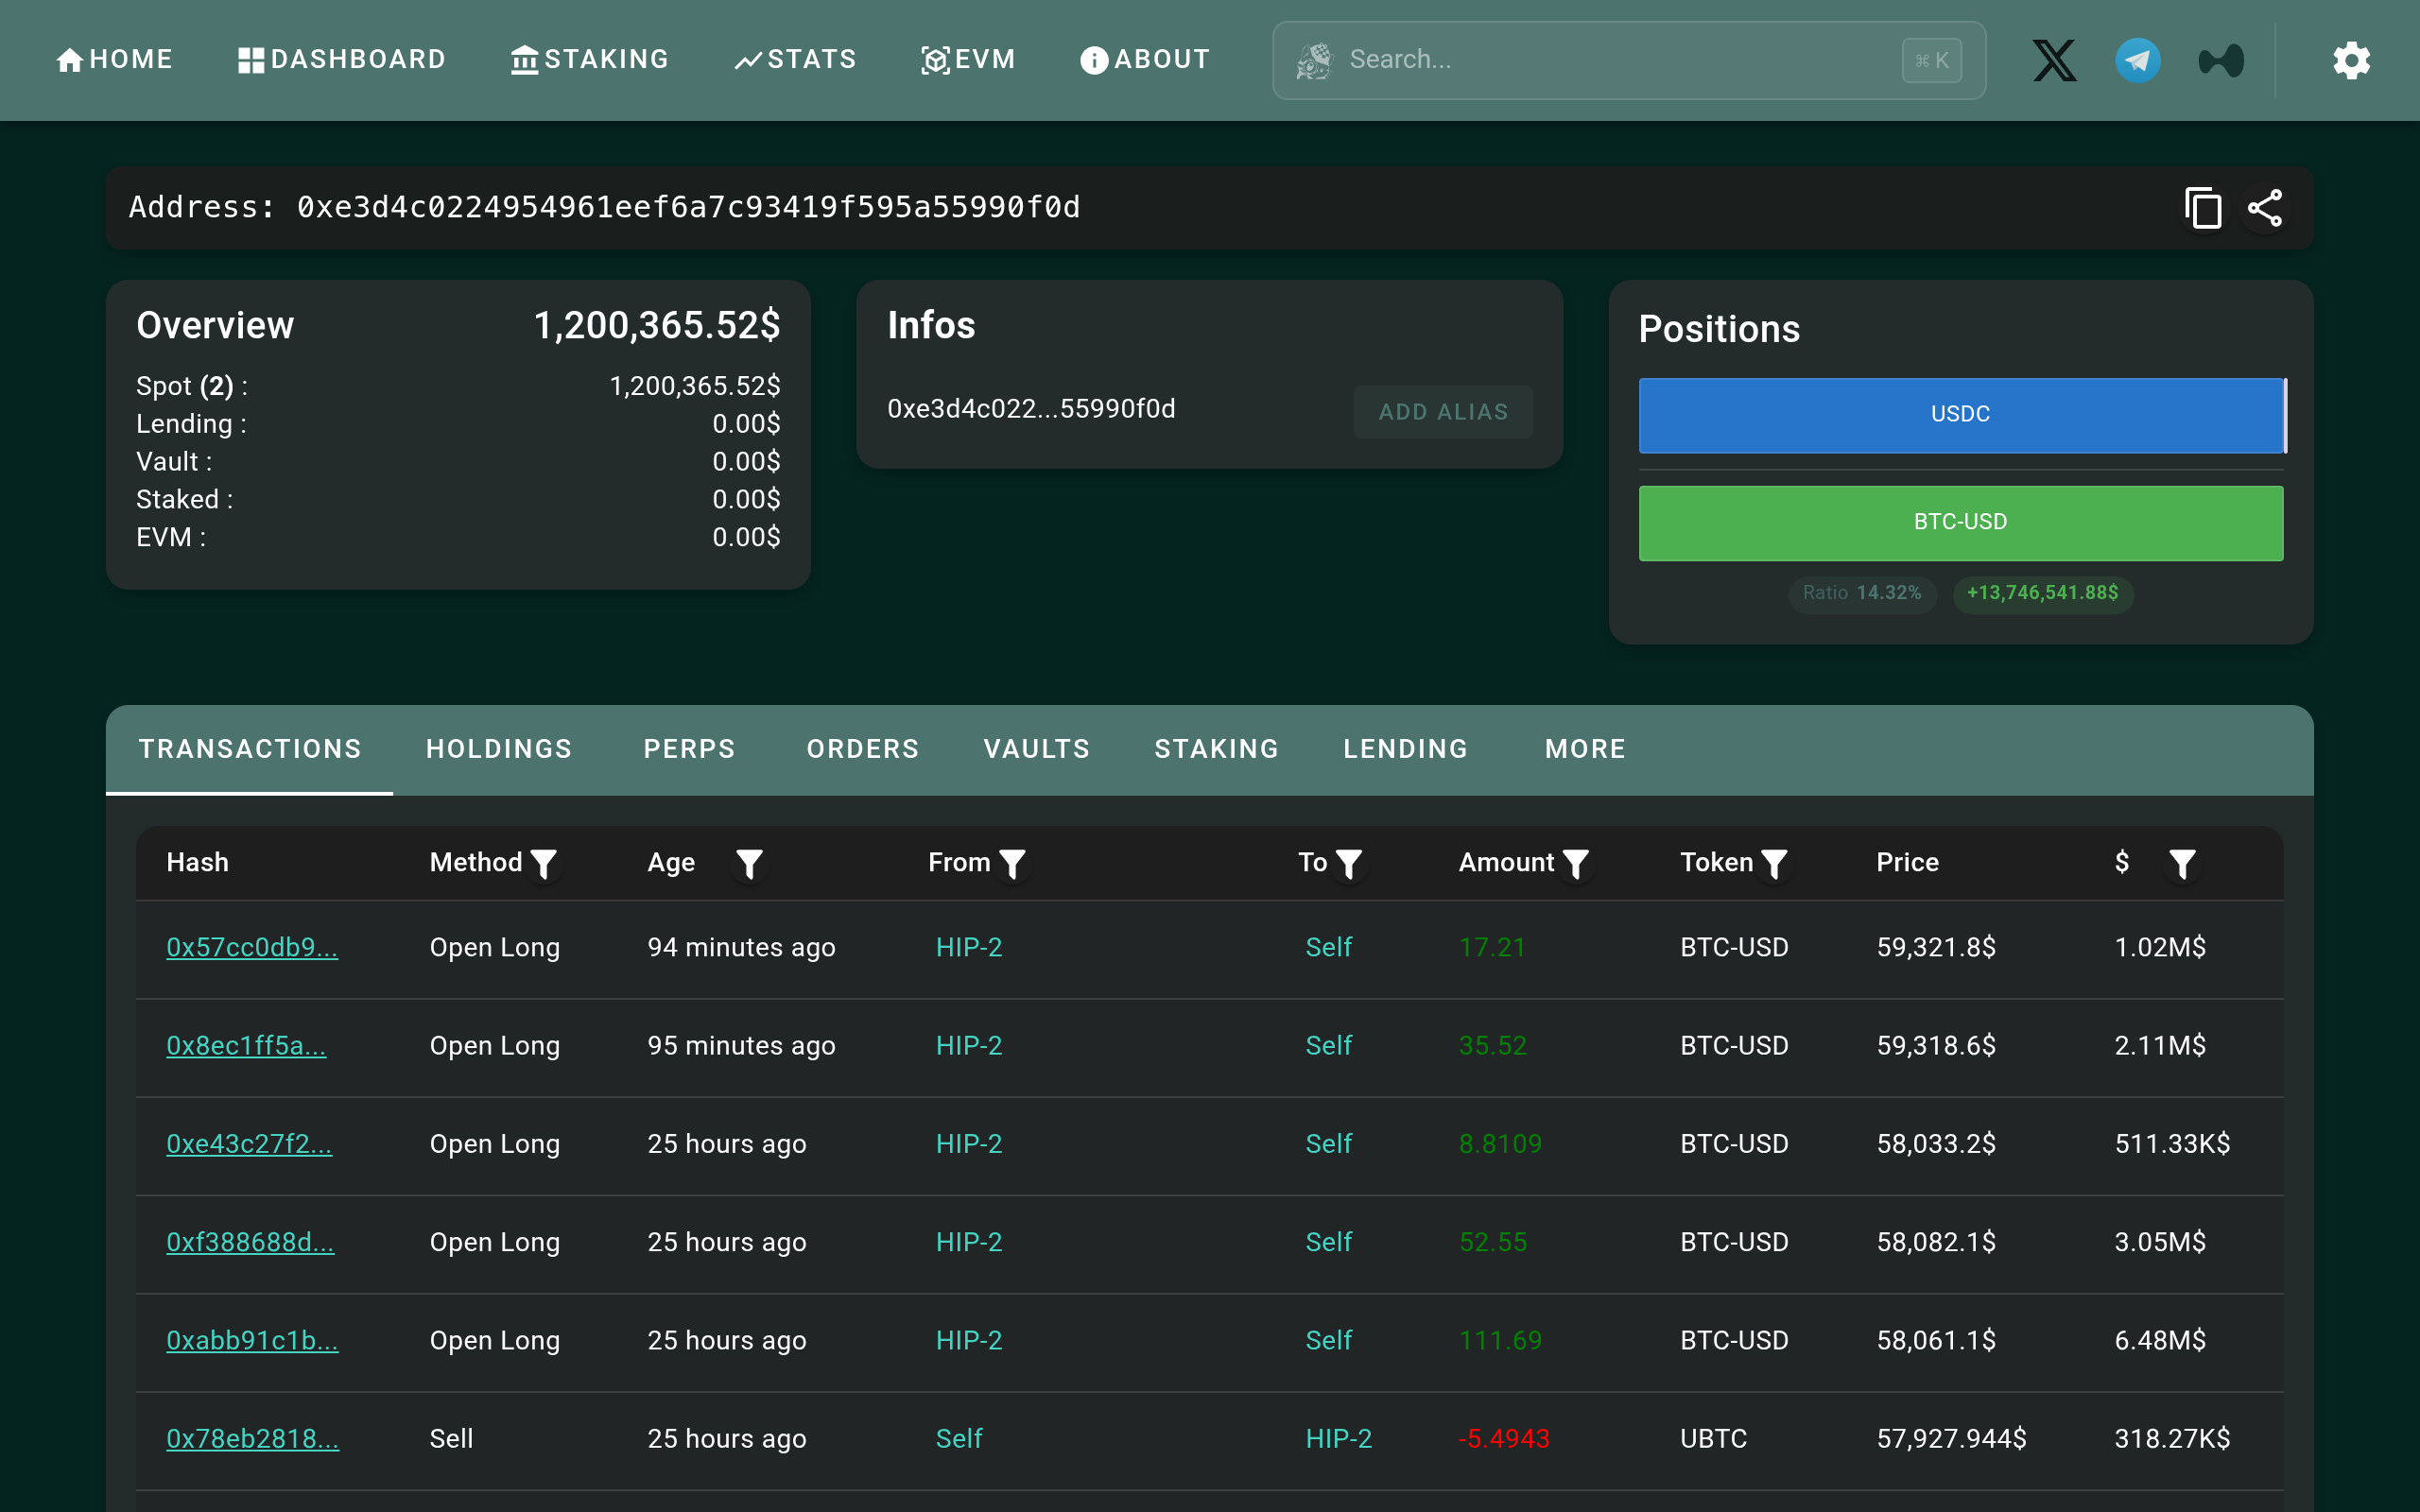 HOME DASHBOARD STAKING STATS EVM ABOUT Search... ⌘ K
Address: 0xe3d4c0224954961eef6a7c93419f595a55990f0d
Overview 1,200,365.52$
Spot (2) : 1,200,365.52$
Lending : 0.00$
Vault : 0.00$
Staked : 0.00$
EVM : 0.00$
Infos
0xe3d4c022...55990f0d ADD ALIAS
Positions
USDC
BTC-USD
Ratio 14.32% +13,746,541.88$
TRANSACTIONS HOLDINGS PERPS ORDERS VAULTS STAKING LENDING MORE
Hash Method Age From To Amount Token Price $
0x57cc0db9... Open Long 94 minutes ago HIP-2 Self 17.21 BTC-USD 59,321.8$ 1.02M$
0x8ec1ff5a... Open Long 95 minutes ago HIP-2 Self 35.52 BTC-USD 59,318.6$ 2.11M$
0xe43c27f2... Open Long 25 hours ago HIP-2 Self 8.8109 BTC-USD 58,033.2$ 511.33K$
0xf388688d... Open Long 25 hours ago HIP-2 Self 52.55 BTC-USD 58,082.1$ 3.05M$
0xabb91c1b... Open Long 25 hours ago HIP-2 Self 111.69 BTC-USD 58,061.1$ 6.48M$
0x78eb2818... Sell 25 hours ago Self HIP-2 -5.4943 UBTC 57,927.944$ 318.27K$